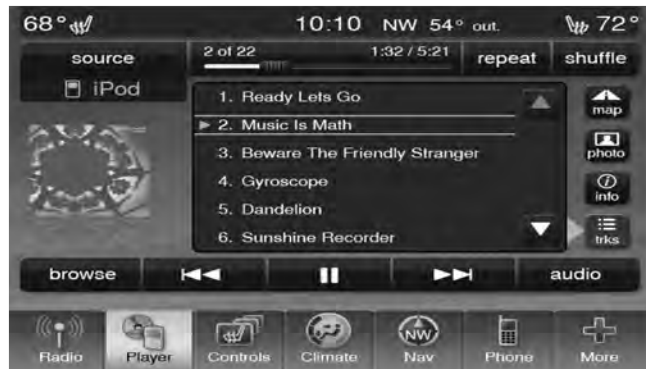 68° 10:10 NW 54° out. 72°
source 2 of 22 1:32 / 5:21 repeat shuffle
iPod
1. Ready Lets Go
2. Music Is Math
3. Beware The Friendly Stranger
4. Gyroscope
5. Dandelion
6. Sunshine Recorder
map
photo
info
trks
browse audio
Radio Player Controls Climate NW Nav Phone More